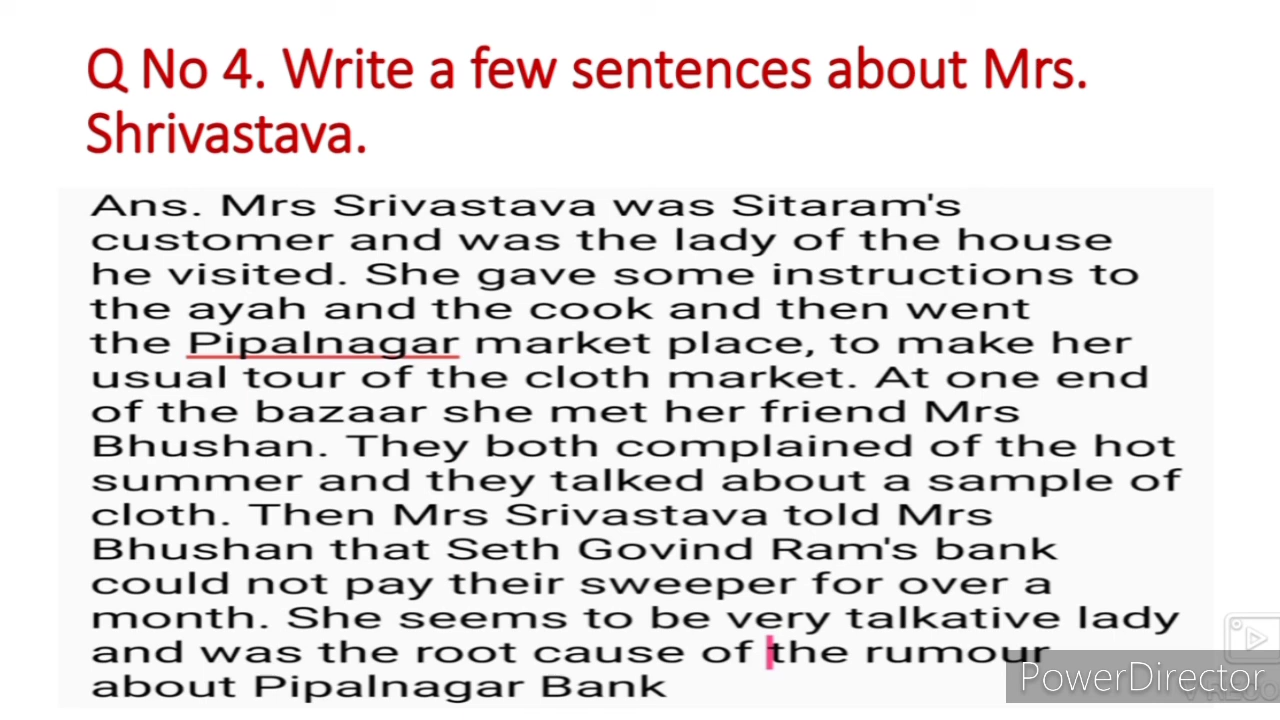 Q No 4. Write a few sentences about Mrs.
Shrivastava.
Ans. Mrs Srivastava was Sitaram's
customer and was the lady of the house
he visited. She gave some instructions to
the ayah and the cook and then went
the Pipalnagar market place, to make her
usual tour of the cloth market. At one end
of the bazaar she met her friend Mrs
Bhushan. They both complained of the hot
summer and they talked about a sample of
cloth. Then Mrs Srivastava told Mrs
Bhushan that Seth Govind Ram's bank
could not pay their sweeper for over a
month. She seems to be very talkative lady
and was the root cause of the rumour
about Pipalnagar Bank
PowerDirector